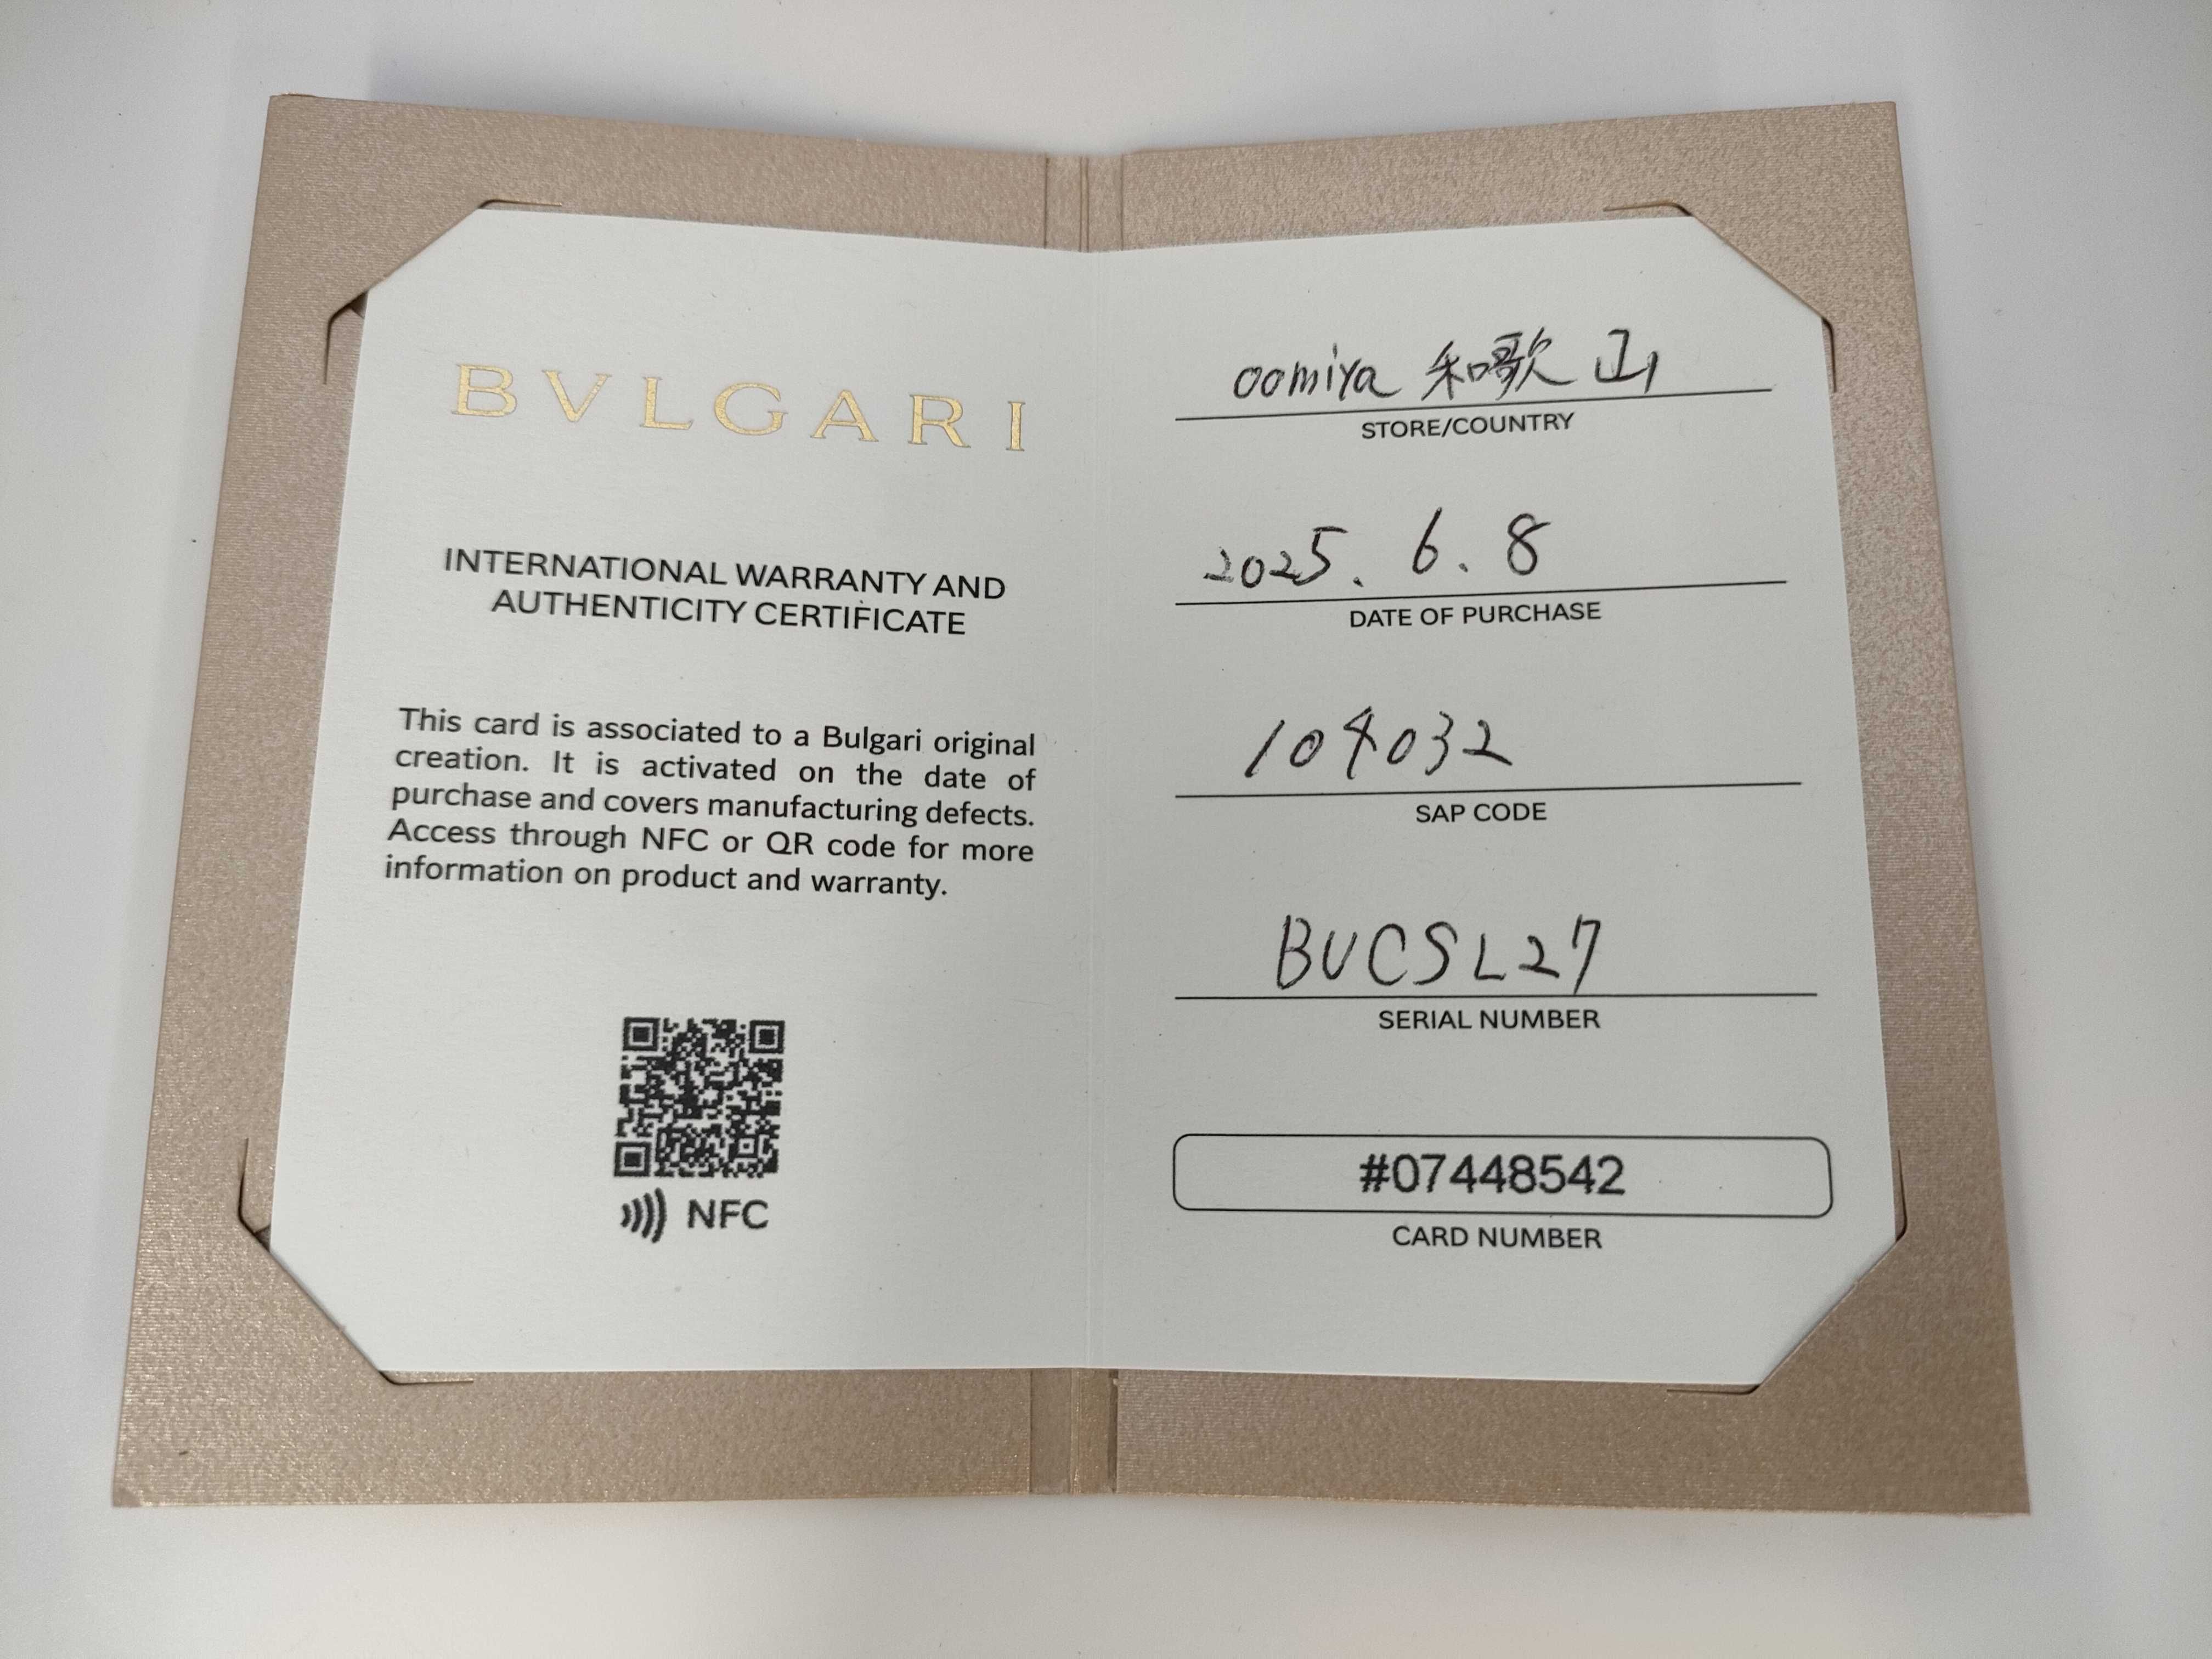 BVLGARI
INTERNATIONAL WARRANTY AND
AUTHENTICITY CERTIFICATE
This card is associated to a Bulgari original
creation. It is activated on the date of
purchase and covers manufacturing defects.
Access through NFC or QR code for more
information on product and warranty.
NFC
oomiya 和歌山
STORE/COUNTRY
2025. 6. 8
DATE OF PURCHASE
104032
SAP CODE
BUCSL27
SERIAL NUMBER
#07448542
CARD NUMBER